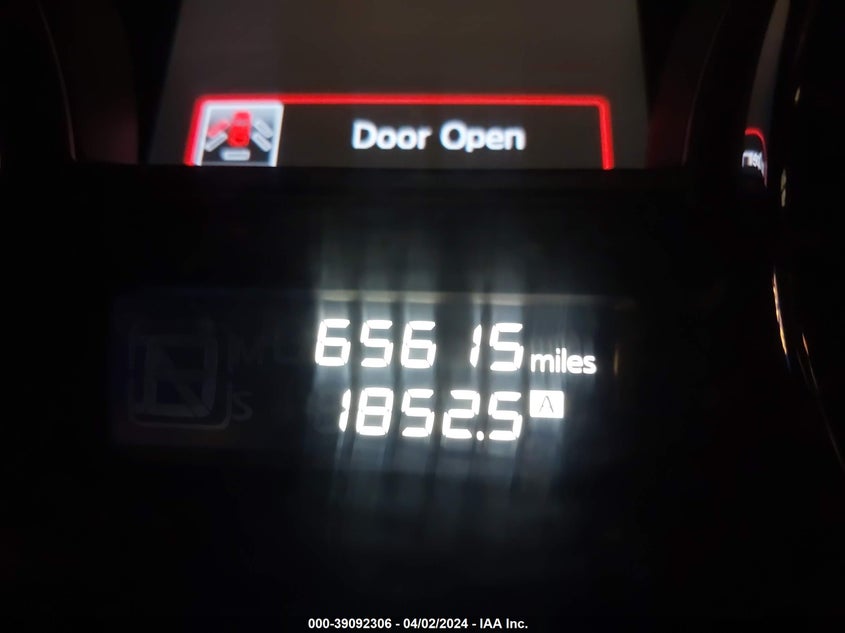 Door Open
65615 miles
1852.5 A
000-39092306 - 04/02/2024 - IAA Inc.